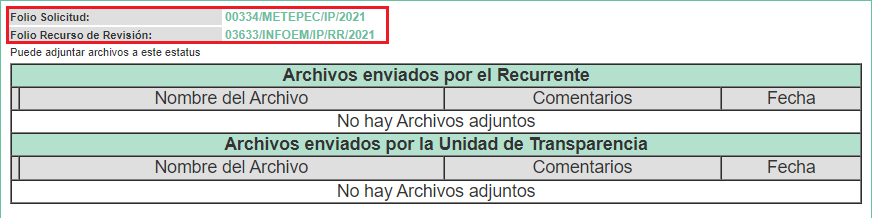 Folio Solicitud: 00334/METEPEC/IP/2021
Folio Recurso de Revisión: 03633/INFOEM/IP/RR/2021
Puede adjuntar archivos a este estatus
Archivos enviados por el Recurrente
Nombre del Archivo Comentarios Fecha
No hay Archivos adjuntos
Archivos enviados por la Unidad de Transparencia
Nombre del Archivo Comentarios Fecha
No hay Archivos adjuntos